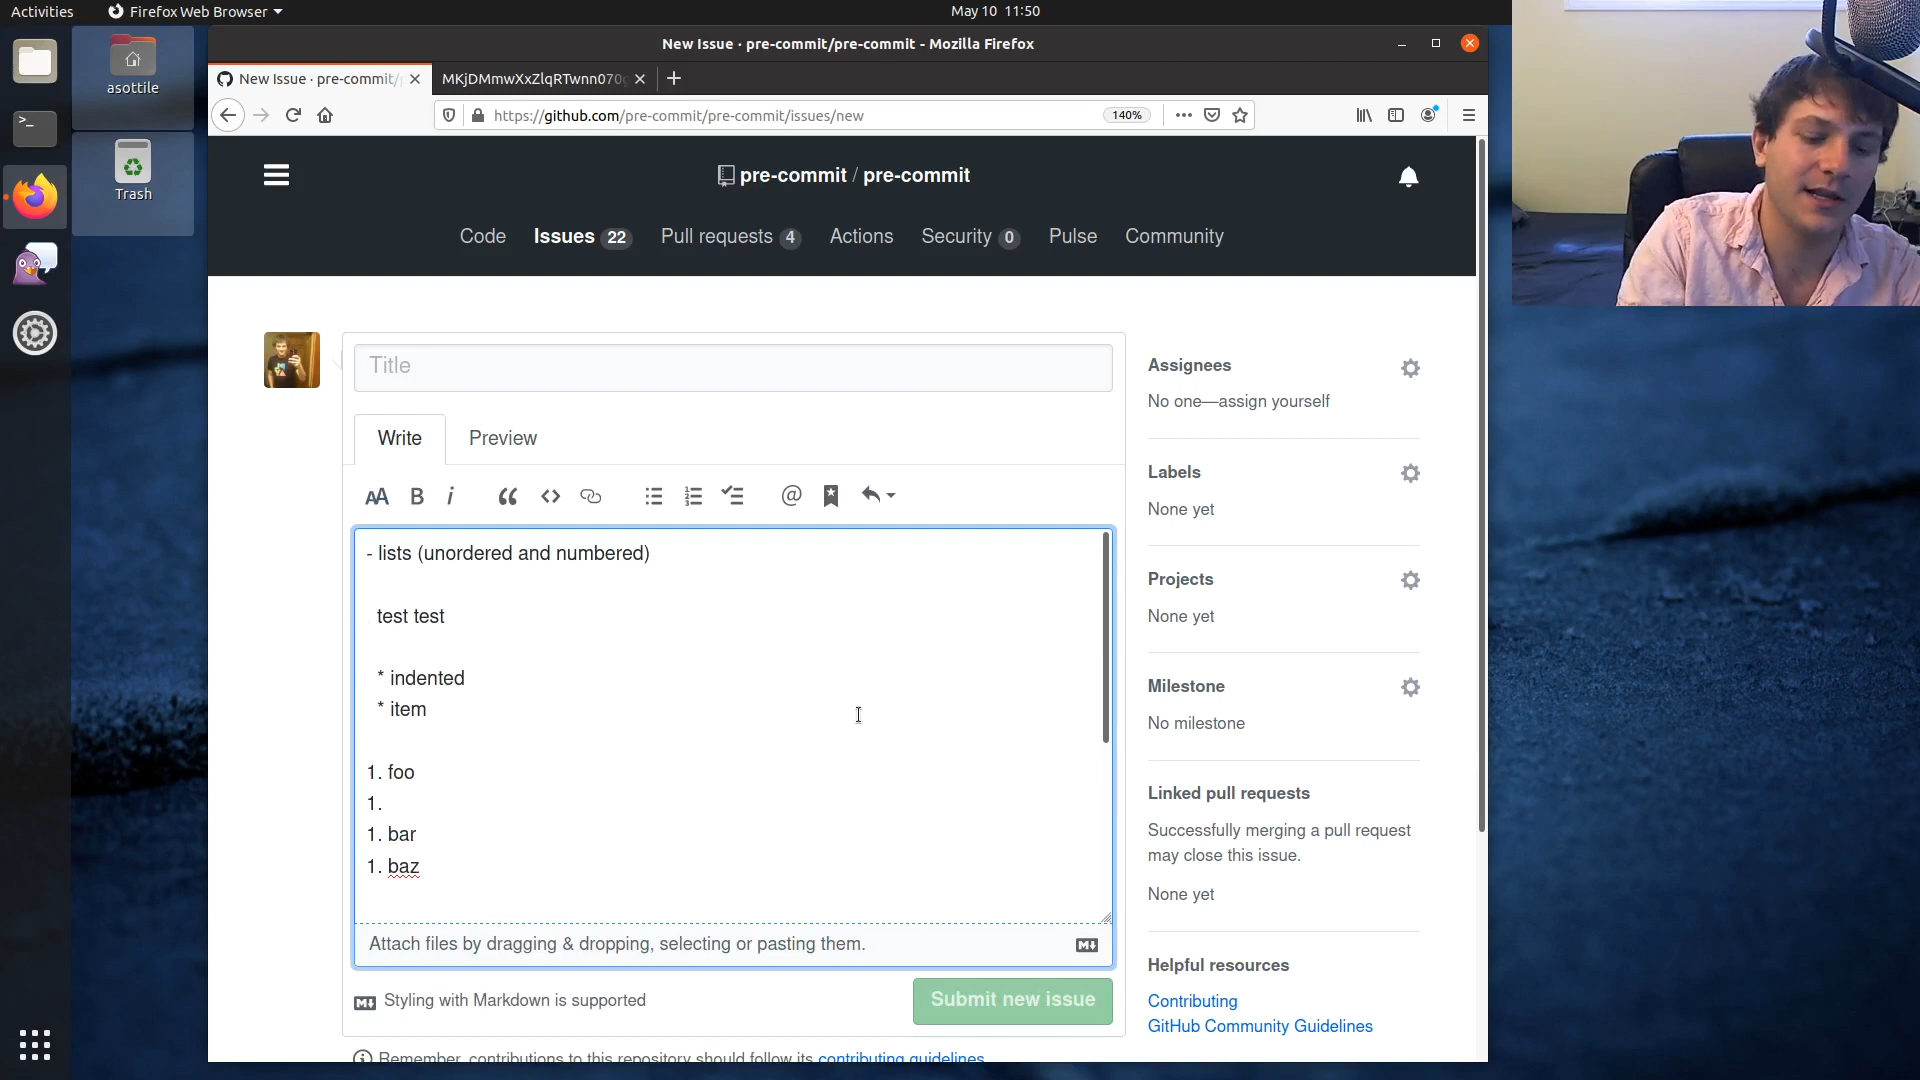 Activities
Firefox Web Browser
May 10 11:50
asottile
Trash
New Issue · pre-commit/pre-commit - Mozilla Firefox
New Issue · pre-commit/
MKjDMmwXxZlqRTwnn070
https://github.com/pre-commit/pre-commit/issues/new
140%
pre-commit / pre-commit
Code
Issues 22
Pull requests 4
Actions
Security 0
Pulse
Community
Title
Write
Preview
- lists (unordered and numbered)
test test
* indented
* item
1. foo
1.
1. bar
1. baz
Attach files by dragging & dropping, selecting or pasting them.
Styling with Markdown is supported
Submit new issue
Remember, contributions to this repository should follow its contributing guidelines
Assignees
No one—assign yourself
Labels
None yet
Projects
None yet
Milestone
No milestone
Linked pull requests
Successfully merging a pull request
may close this issue.
None yet
Helpful resources
Contributing
GitHub Community Guidelines